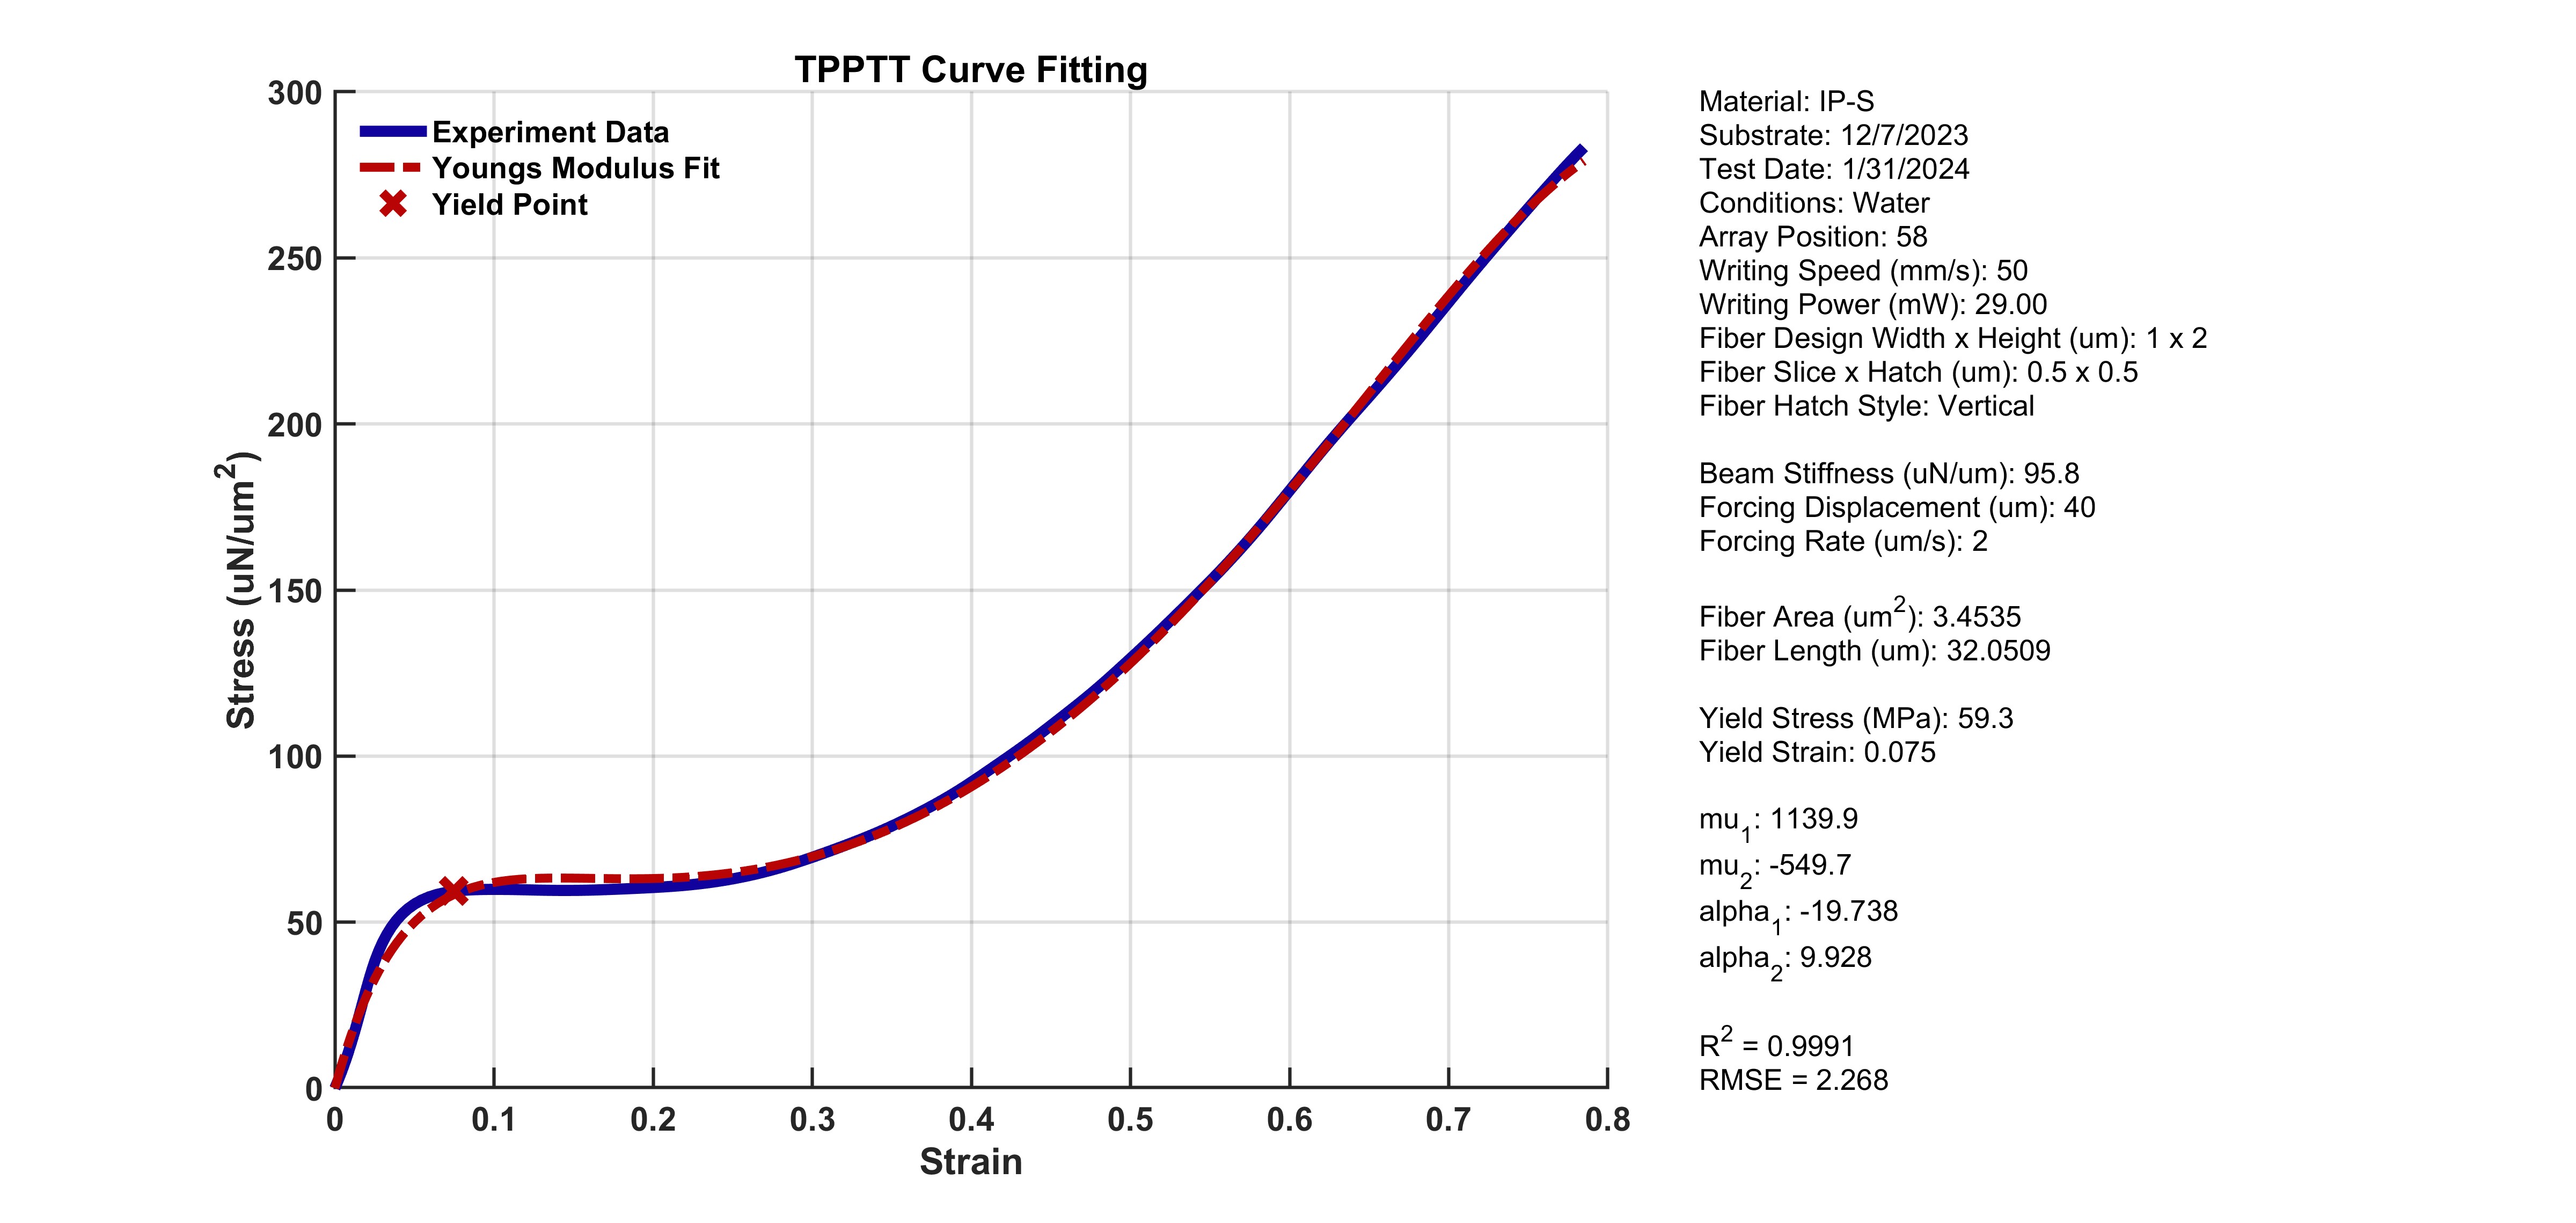 TPPTT Curve Fitting
300
250
200
150
100
50
0
Stress (uN/um²)
Experiment Data
Youngs Modulus Fit
Yield Point
0 0.1 0.2 0.3 0.4 0.5 0.6 0.7 0.8
Strain
Material: IP-S
Substrate: 12/7/2023
Test Date: 1/31/2024
Conditions: Water
Array Position: 58
Writing Speed (mm/s): 50
Writing Power (mW): 29.00
Fiber Design Width x Height (um): 1 x 2
Fiber Slice x Hatch (um): 0.5 x 0.5
Fiber Hatch Style: Vertical
Beam Stiffness (uN/um): 95.8
Forcing Displacement (um): 40
Forcing Rate (um/s): 2
Fiber Area (um²): 3.4535
Fiber Length (um): 32.0509
Yield Stress (MPa): 59.3
Yield Strain: 0.075
mu₁: 1139.9
mu₂: -549.7
alpha₁: -19.738
alpha₂: 9.928
R² = 0.9991
RMSE = 2.268